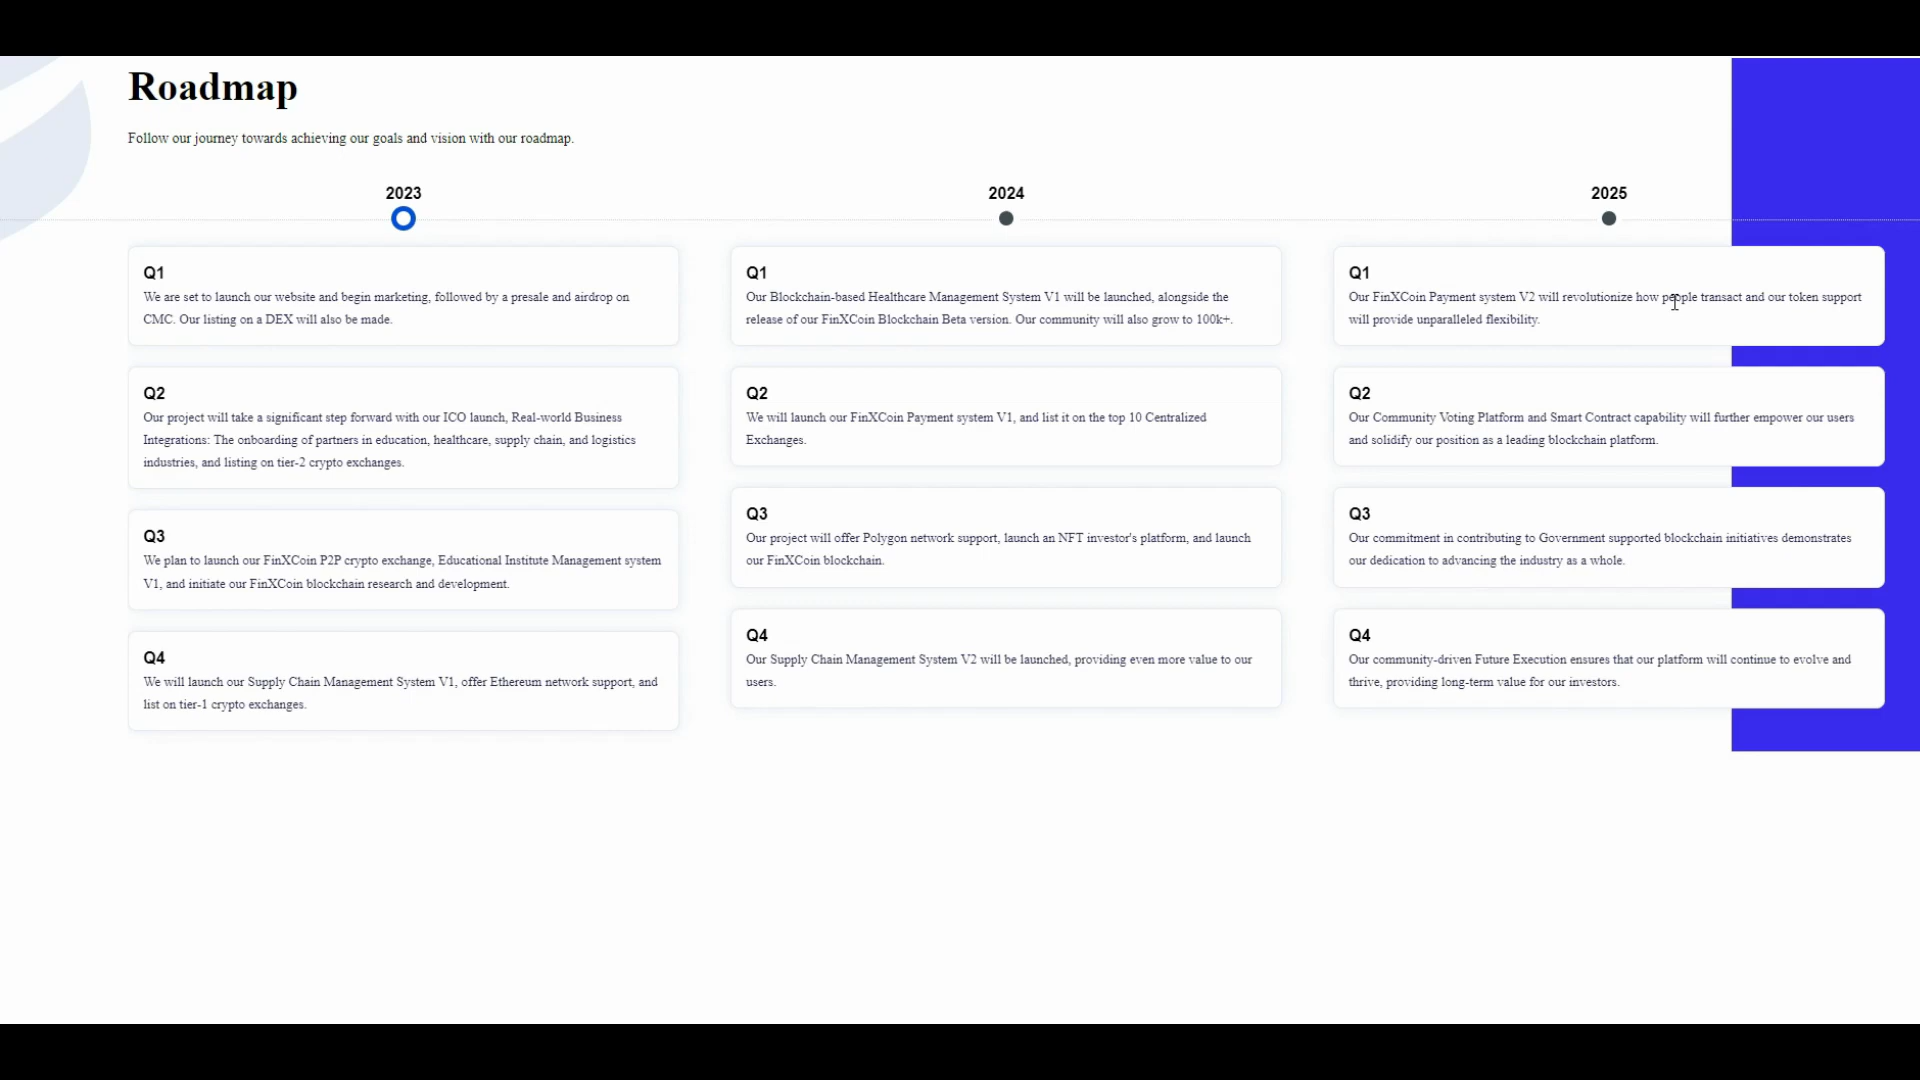 Roadmap
Follow our journey towards achieving our goals and vision with our roadmap.
2023
Q1
We are set to launch our website and begin marketing, followed by a presale and airdrop on
CMC. Our listing on a DEX will also be made.
Q2
Our project will take a significant step forward with our ICO launch, Real-world Business
Integrations: The onboarding of partners in education, healthcare, supply chain, and logistics
industries, and listing on tier-2 crypto exchanges.
Q3
We plan to launch our FinXCoin P2P crypto exchange, Educational Institute Management system
V1, and initiate our FinXCoin blockchain research and development.
Q4
We will launch our Supply Chain Management System V1, offer Ethereum network support, and
list on tier-1 crypto exchanges.
2024
Q1
Our Blockchain-based Healthcare Management System V1 will be launched, alongside the
release of our FinXCoin Blockchain Beta version. Our community will also grow to 100k+.
Q2
We will launch our FinXCoin Payment system V1, and list it on the top 10 Centralized
Exchanges.
Q3
Our project will offer Polygon network support, launch an NFT investor's platform, and launch
our FinXCoin blockchain.
Q4
Our Supply Chain Management System V2 will be launched, providing even more value to our
users.
2025
Q1
Our FinXCoin Payment system V2 will revolutionize how people transact and our token support
will provide unparalleled flexibility.
Q2
Our Community Voting Platform and Smart Contract capability will further empower our users
and solidify our position as a leading blockchain platform.
Q3
Our commitment in contributing to Government supported blockchain initiatives demonstrates
our dedication to advancing the industry as a whole.
Q4
Our community-driven Future Execution ensures that our platform will continue to evolve and
thrive, providing long-term value for our investors.